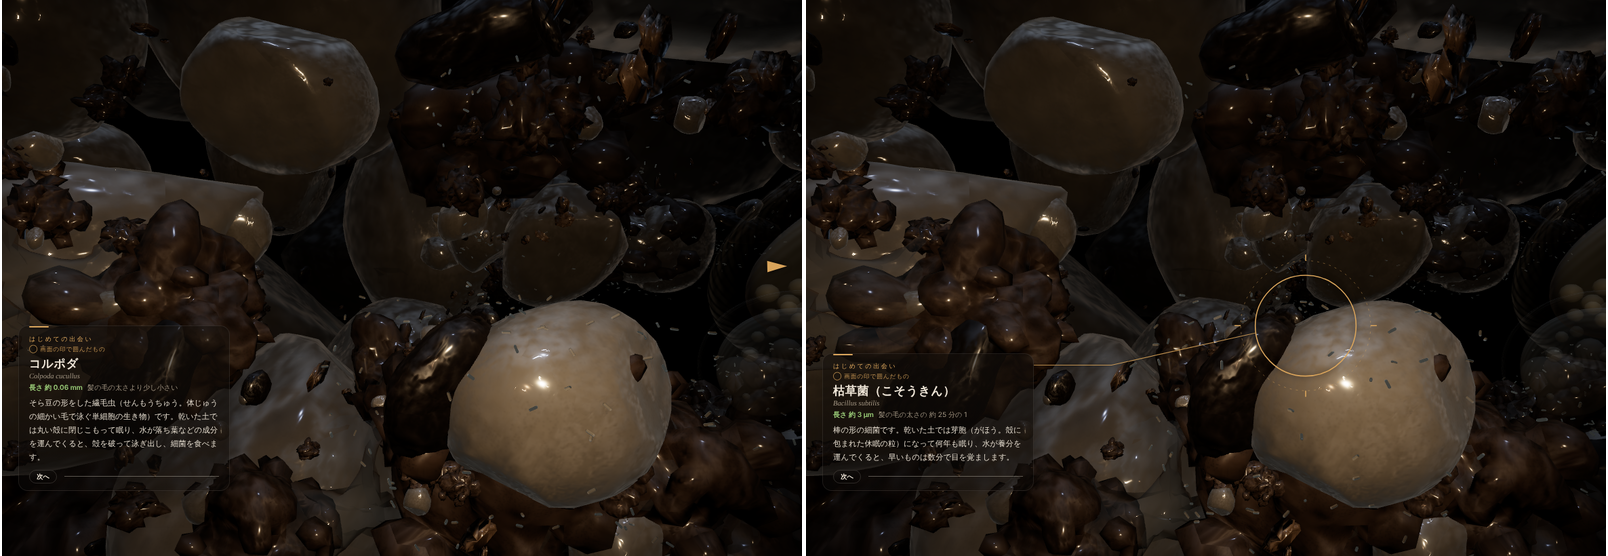 はじめての出会い
画面の印で囲んだもの
コルポダ
Colpoda cucullus
長さ 約 0.06 mm 髪の毛の太さより少し小さい
そら豆の形をした繊毛虫（せんもうちゅう。体じゅう
の細かい毛で泳ぐ単細胞の生き物）です。乾いた土で
は丸い殻に閉じこもって眠り、水が落ち葉などの成分
を運んでくると、殻を破って泳ぎ出し、細菌を食べま
す。
次へ
はじめての出会い
画面の印で囲んだもの
枯草菌（こそうきん）
Bacillus subtilis
長さ 約 3 µm 髪の毛の太さの 約 25 分の 1
棒の形の細菌です。乾いた土では芽胞（がほう。殻に
包まれた休眠の粒）になって何年も眠り、水が養分を
運んでくると、早いものは数分で目を覚まします。
次へ